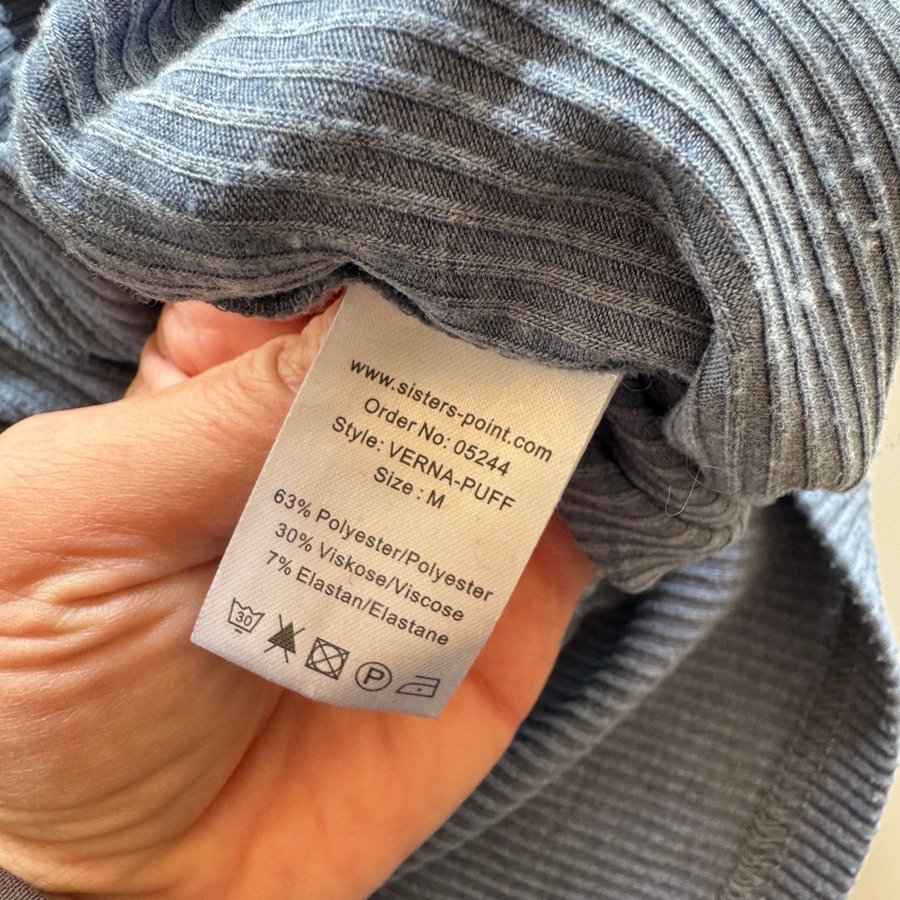 www.sisters-point.com
Order No: 05244
Style: VERNA-PUFF
Size : M
63% Polyester/Polyester
30% Viskose/Viscose
7% Elastan/Elastane
30
P